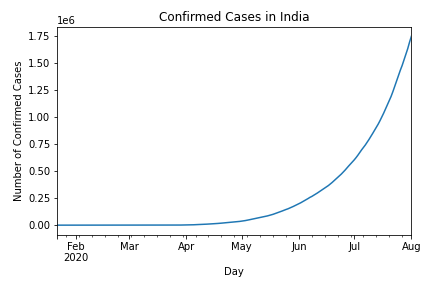 Confirmed Cases in India
1e6
1.75
1.50
1.25
1.00
0.75
0.50
0.25
0.00
Number of Confirmed Cases
Feb Mar Apr May Jun Jul Aug
2020
Day